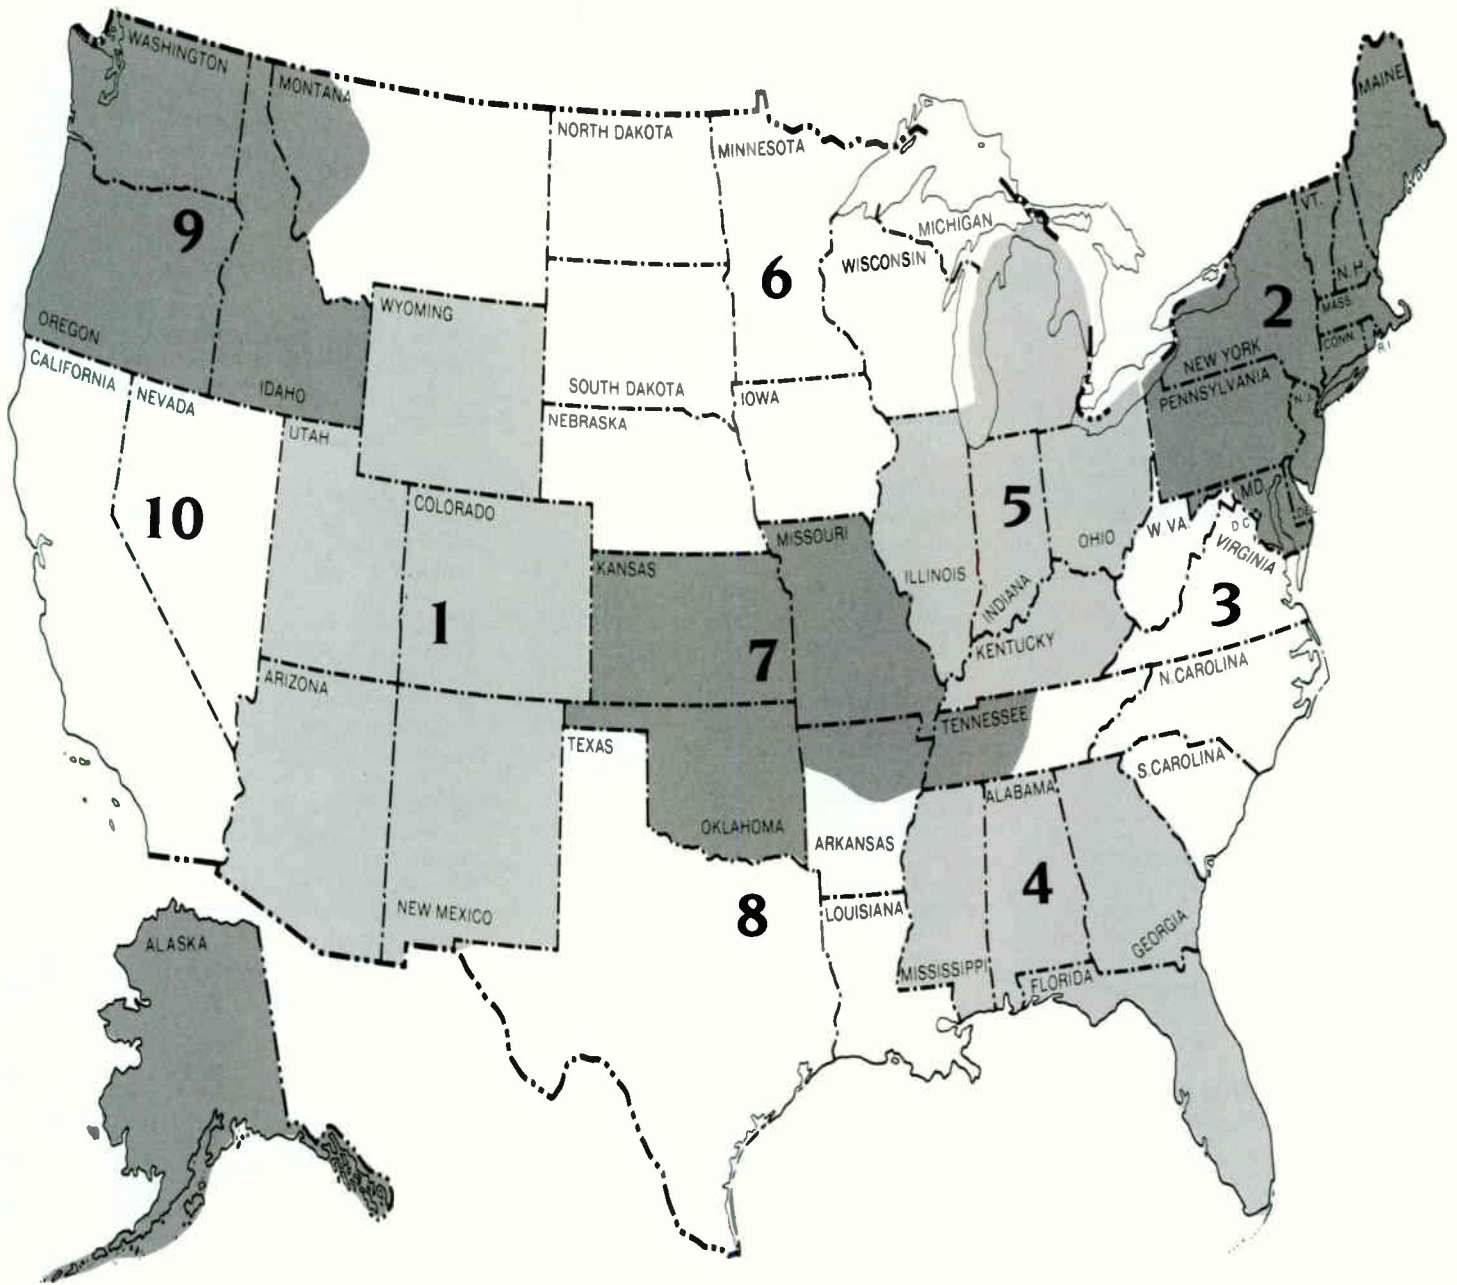 WASHINGTON
MONTANA
NORTH DAKOTA
MINNESOTA
MAINE
9
OREGON
IDAHO
WYOMING
SOUTH DAKOTA
6
MICHIGAN
WISCONSIN
VT.
N.H.
2
MASS.
CONN.
R.I.
NEW YORK
PENNSYLVANIA
N.J.
CALIFORNIA
NEVADA
UTAH
NEBRASKA
IOWA
10
COLORADO
KANSAS
MISSOURI
ILLINOIS
5
INDIANA
OHIO
W.VA.
MD.
DEL.
D.C.
VIRGINIA
3
1
7
KENTUCKY
N.CAROLINA
ARIZONA
TENNESSEE
TEXAS
S.CAROLINA
OKLAHOMA
ALABAMA
ARKANSAS
4
NEW MEXICO
8
LOUISIANA
GEORGIA
MISSISSIPPI
FLORIDA
ALASKA